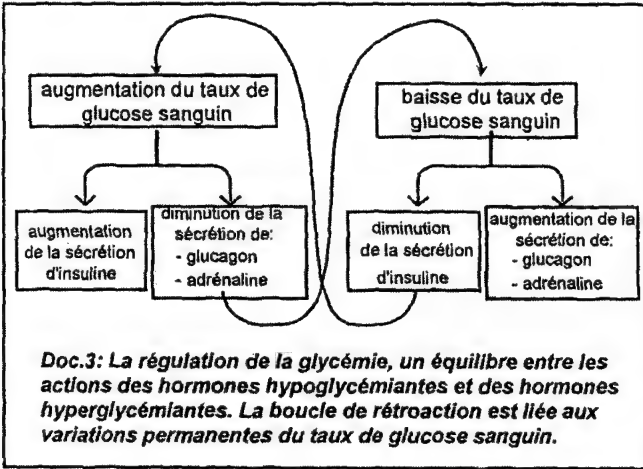 augmentation du taux de
glucose sanguin
baisse du taux de
glucose sanguin
augmentation
de la sécrétion
d'insuline
diminution de la
sécrétion de:
- glucagon
- adrénaline
diminution
de la sécrétion
d'insuline
augmentation de la
sécrétion de:
- glucagon
- adrénaline
Doc.3: La régulation de la glycémie, un équilibre entre les
actions des hormones hypoglycémiantes et des hormones
hyperglycémiantes. La boucle de rétroaction est liée aux
variations permanentes du taux de glucose sanguin.